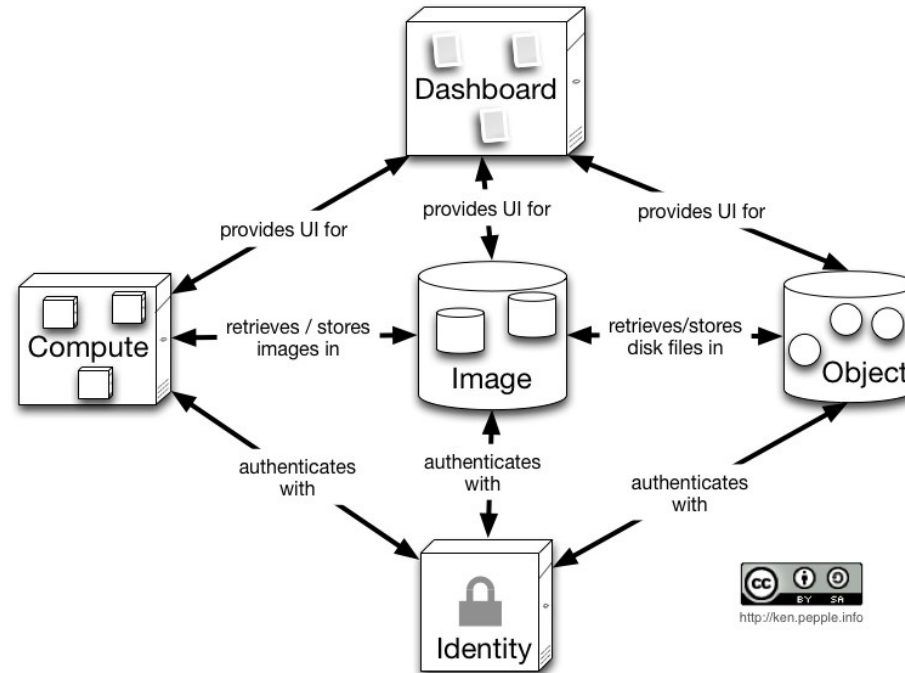 Dashboard
provides UI for
provides UI for
provides UI for
Compute
retrieves / stores
images in
Image
retrieves/stores
disk files in
Object
authenticates
with
authenticates
with
authenticates
with
Identity
cc
BY SA
http://ken.pepple.info